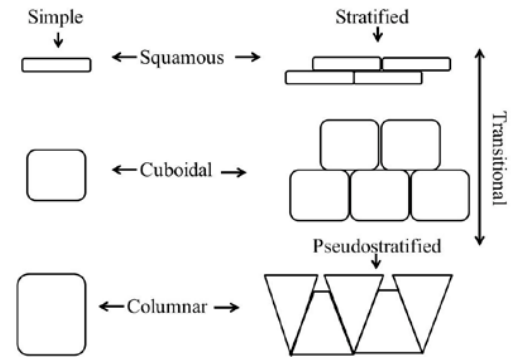 Simple
Stratified
Squamous
Transitional
Cuboidal
Pseudostratified
Columnar